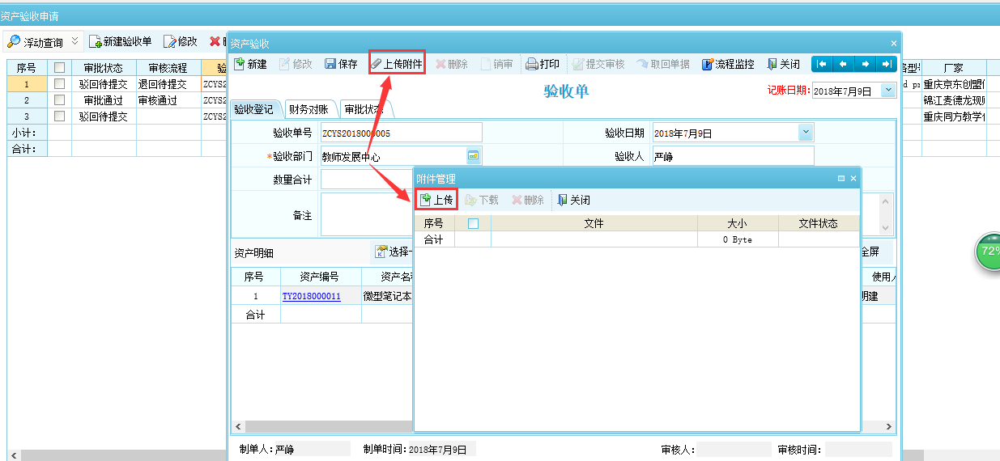 资产验收申请
浮动查询 新建验收单 修改
序号 审批状态 审核流程
1 驳回待提交 退回待提交 ZCYS2
2 审批通过 审核通过 ZCYS2
3 驳回待提交 ZCYS2
小计：
合计：
资产验收
新建 修改 保存 上传附件 删除 销审 打印 提交审核 取回单据 流程监控 关闭
验收单
记账日期: 2018年7月9日
验收登记 财务对账 审批状态
验收单号 ZCYS2018000005 验收日期 2018年7月9日
*验收部门 教师发展中心 验收人 严峥
数量合计
备注
附件管理
上传 下载 删除 关闭
序号 文件 大小 文件状态
合计 0 Byte
资产明细 选择 全屏
序号 资产编号 资产名 使用人
1 TY2018000011 微型笔记本 明建
合计
制单人: 严峥 制单时间: 2018年7月9日 审核人: 审核时间:
厂家
重庆京东创盟
锦江麦德龙现
重庆同方教学
72%